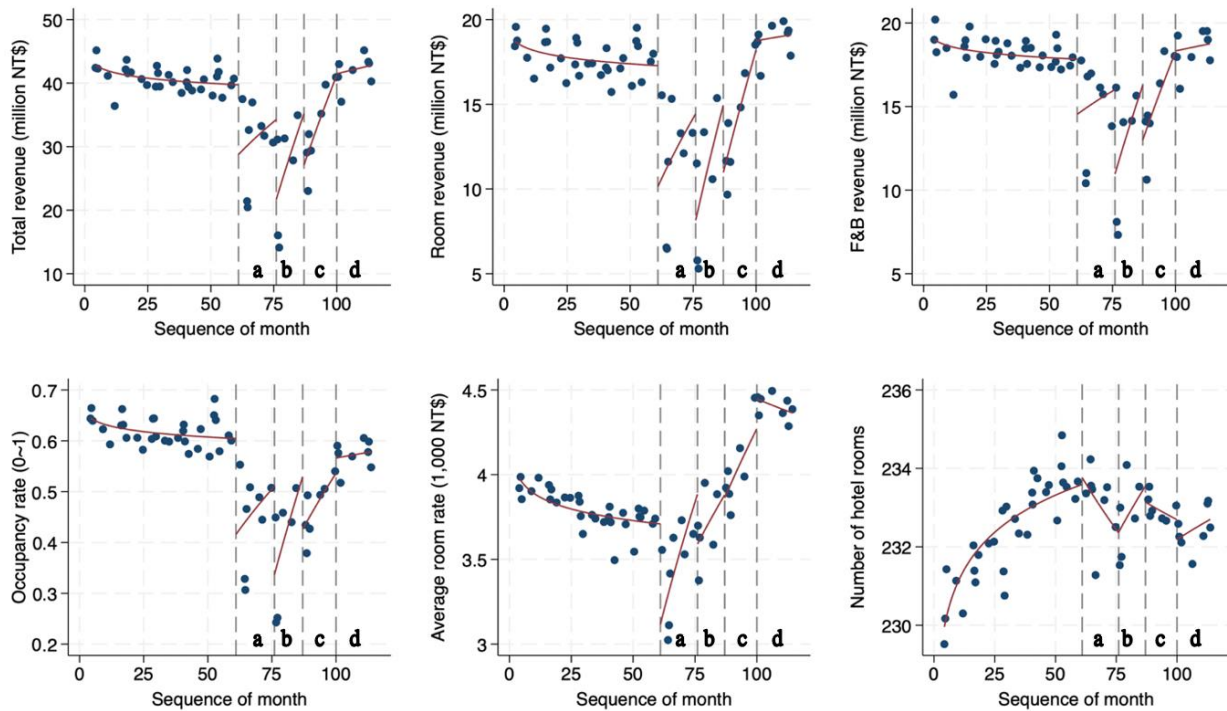 Total revenue (million NT$)
50
40
30
20
10
a b c d
0 25 50 75 100
Sequence of month
Room revenue (million NT$)
20
15
10
5
a b c d
0 25 50 75 100
Sequence of month
F&B revenue (million NT$)
20
15
10
5
a b c d
0 25 50 75 100
Sequence of month
Occupancy rate (0~1)
0.7
0.6
0.5
0.4
0.3
0.2
a b c d
0 25 50 75 100
Sequence of month
Average room rate (1,000 NT$)
4.5
4
3.5
3
a b c d
0 25 50 75 100
Sequence of month
Number of hotel rooms
236
234
232
230
a b c d
0 25 50 75 100
Sequence of month